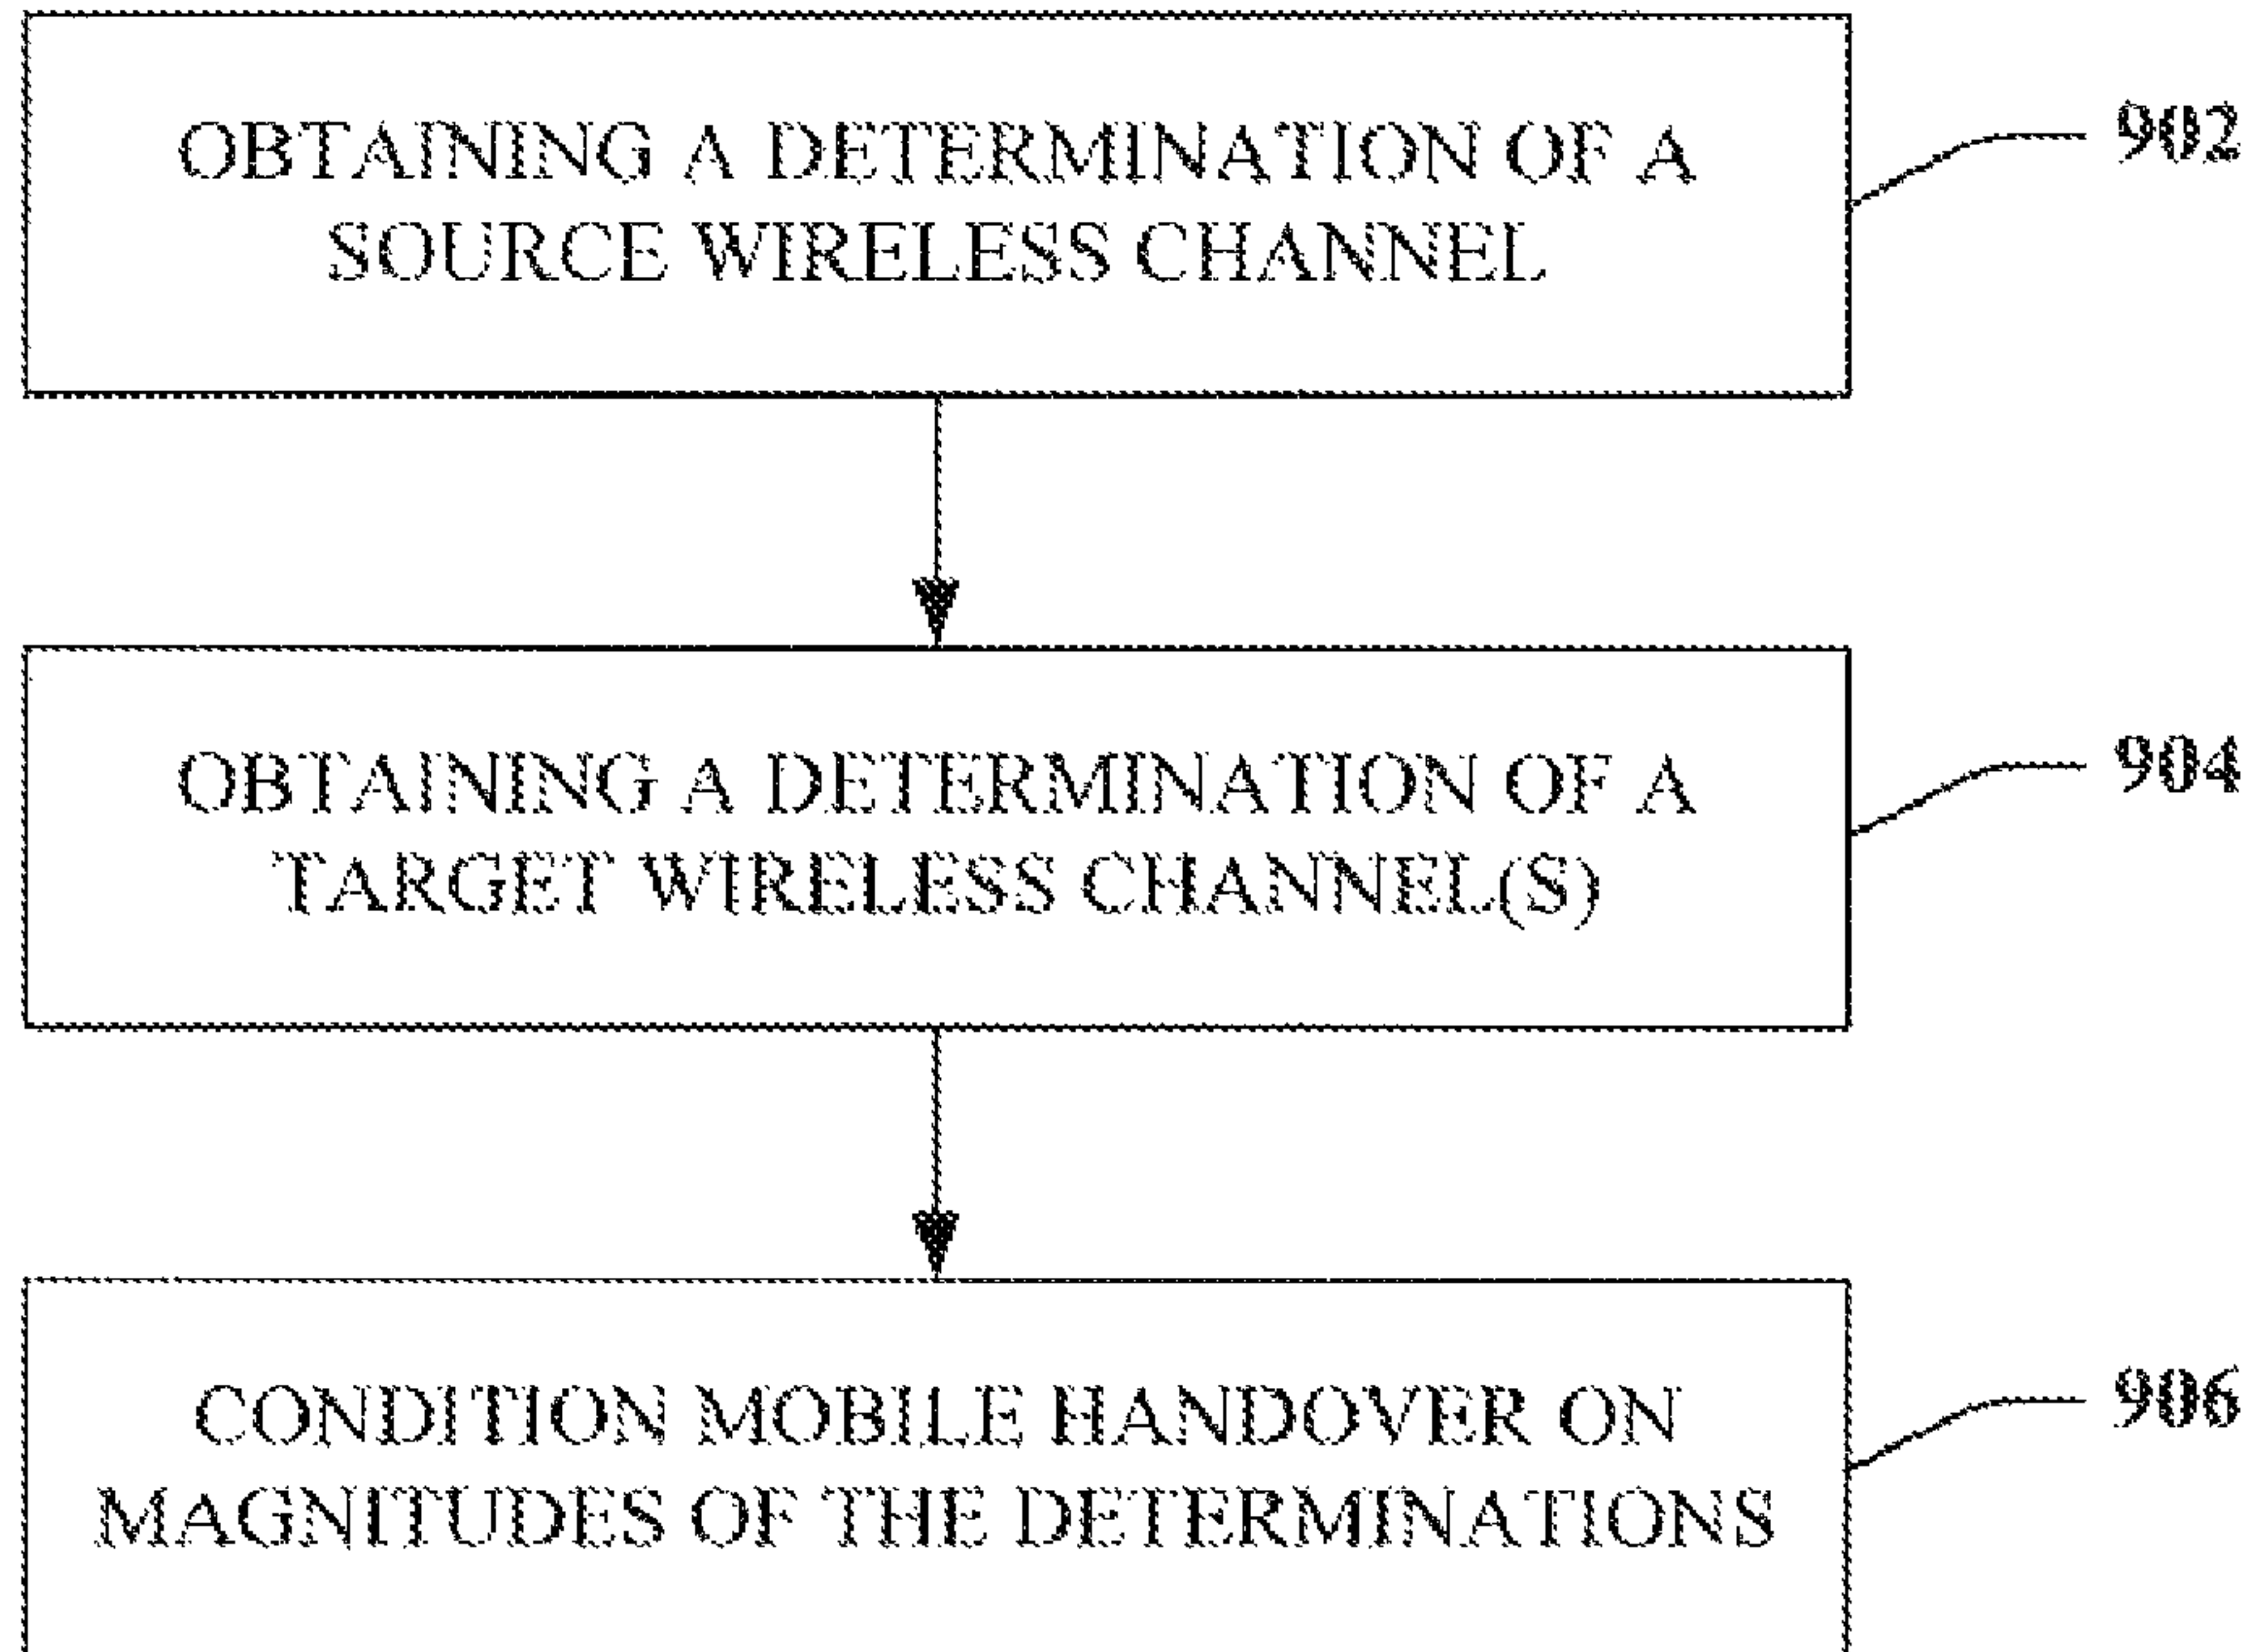 OBTAINING A DETERMINATION OF A
SOURCE WIRELESS CHANNEL
902
OBTAINING A DETERMINATION OF A
TARGET WIRELESS CHANNEL(S)
904
CONDITION MOBILE HANDOVER ON
MAGNITUDES OF THE DETERMINATIONS
906